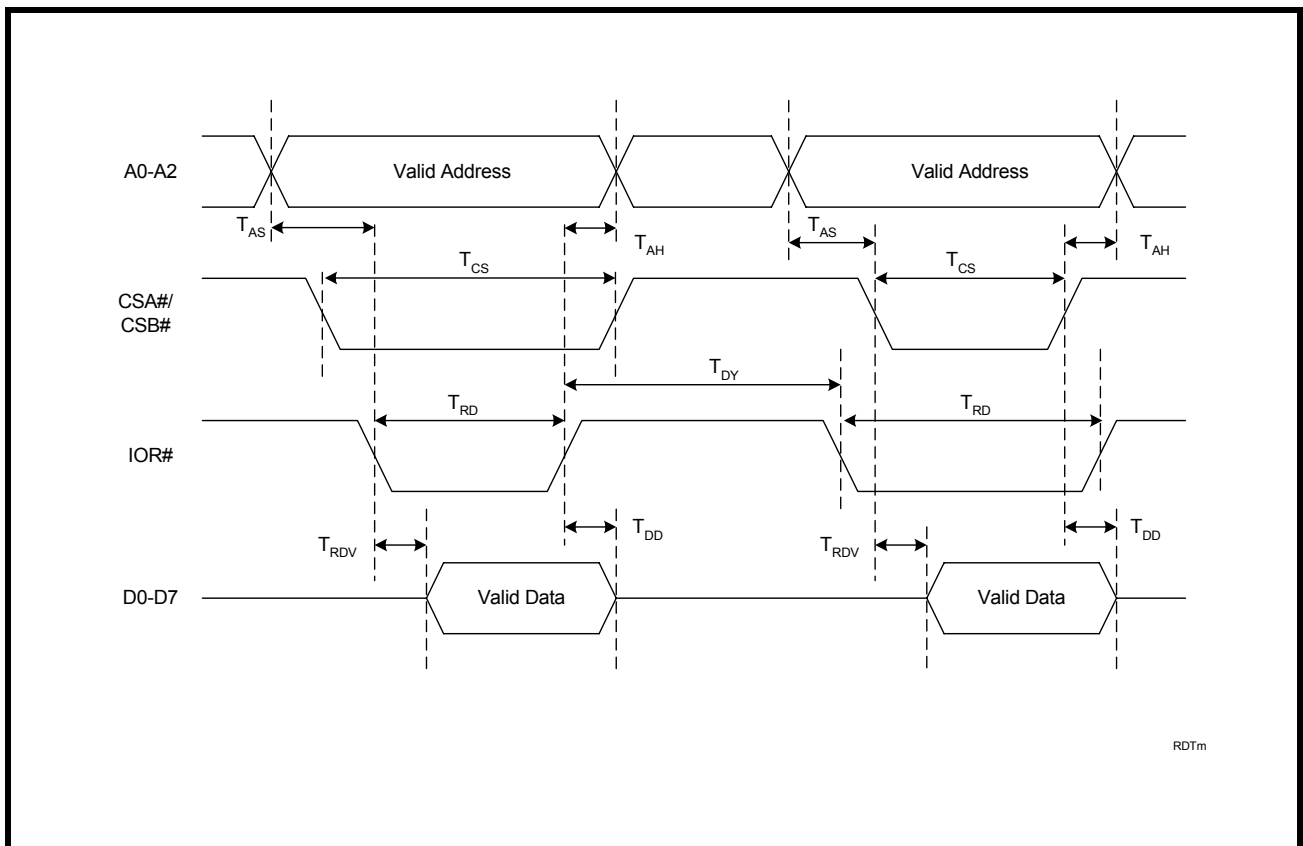 A0-A2
Valid Address
Valid Address
TAS
TAH
TAS
TAH
TCS
TCS
CSA#/
CSB#
TDY
TRD
TRD
IOR#
TRDV
TDD
TRDV
TDD
D0-D7
Valid Data
Valid Data
RDTm